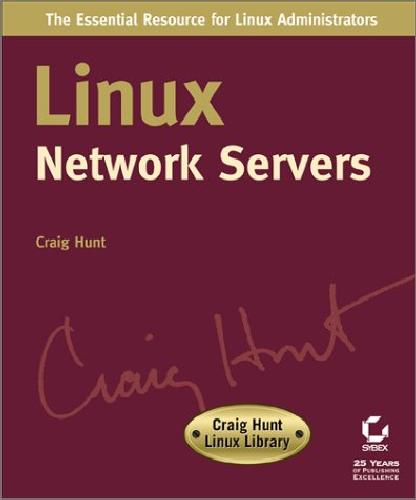 The Essential Resource for Linux Administrators
Linux
Network Servers
Craig Hunt
Craig Hunt
Craig Hunt
Linux Library
SYBEX
25 YEARS
OF PUBLISHING
EXCELLENCE